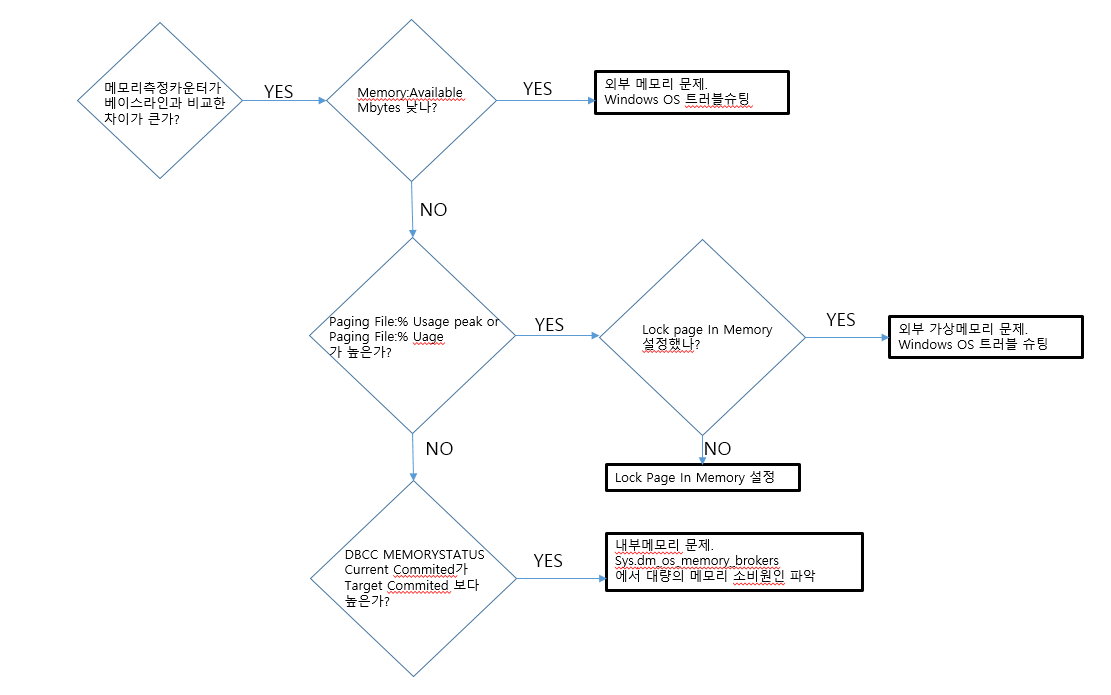 메모리측정카운터가
베이스라인과 비교한
차이가 큰가?
YES
Memory:Available
Mbytes 낮나?
YES
외부 메모리 문제.
Windows OS 트러블슈팅
NO
Paging File:% Usage peak or
Paging File:% Uage
가 높은가?
YES
Lock page In Memory
설정했나?
YES
외부 가상메모리 문제.
Windows OS 트러블 슈팅
NO
Lock Page In Memory 설정
NO
DBCC MEMORYSTATUS
Current Commited가
Target Commited 보다
높은가?
YES
내부메모리 문제.
Sys.dm_os_memory_brokers
에서 대량의 메모리 소비원인 파악